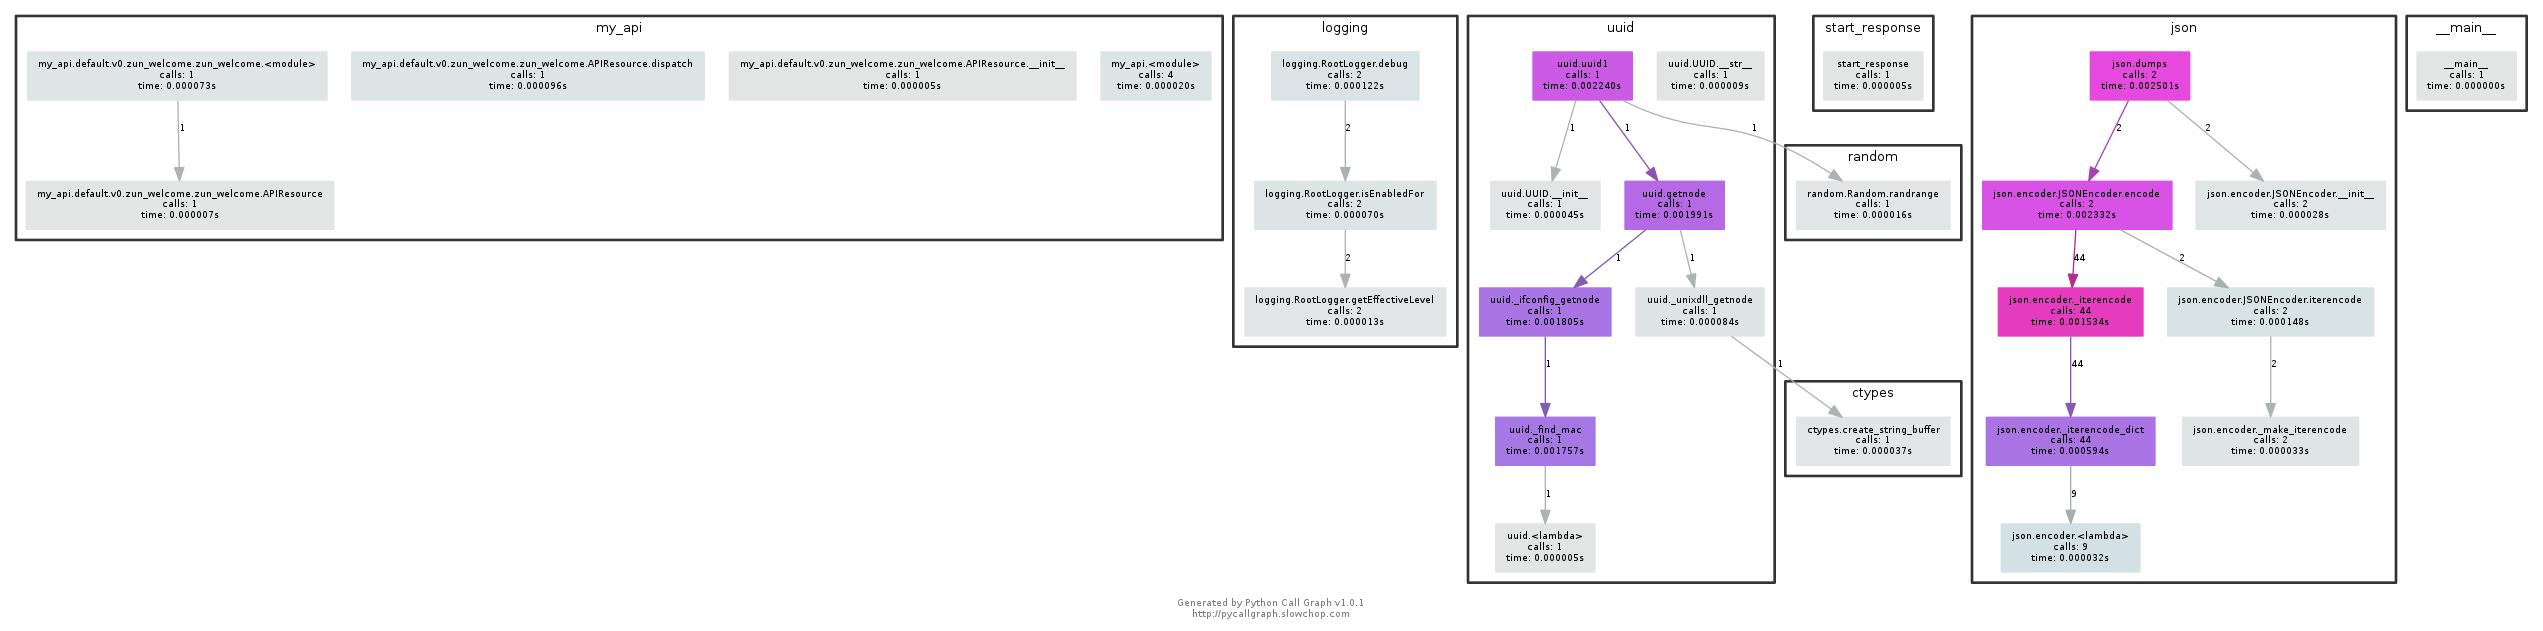 my_api
my_api.default.v0.zun_welcome.zun_welcome.<module>
calls: 1
time: 0.000073s
my_api.default.v0.zun_welcome.zun_welcome.APIResource.dispatch
calls: 1
time: 0.000096s
my_api.default.v0.zun_welcome.zun_welcome.APIResource.__init__
calls: 1
time: 0.000005s
my_api.<module>
calls: 4
time: 0.000020s
1
my_api.default.v0.zun_welcome.zun_welcome.APIResource
calls: 1
time: 0.000007s
logging
logging.RootLogger.debug
calls: 2
time: 0.000122s
2
logging.RootLogger.isEnabledFor
calls: 2
time: 0.000070s
2
logging.RootLogger.getEffectiveLevel
calls: 2
time: 0.000013s
uuid
uuid.uuid1
calls: 1
time: 0.002240s
uuid.UUID.__str__
calls: 1
time: 0.000009s
1
1
1
uuid.UUID.__init__
calls: 1
time: 0.000045s
uuid.getnode
calls: 1
time: 0.001991s
1
1
uuid._ifconfig_getnode
calls: 1
time: 0.001805s
uuid._unixdll_getnode
calls: 1
time: 0.000084s
1
1
uuid._find_mac
calls: 1
time: 0.001757s
1
uuid.<lambda>
calls: 1
time: 0.000005s
start_response
start_response
calls: 1
time: 0.000005s
random
random.Random.randrange
calls: 1
time: 0.000016s
ctypes
ctypes.create_string_buffer
calls: 1
time: 0.000037s
json
json.dumps
calls: 2
time: 0.002501s
2
2
json.encoder.JSONEncoder.encode
calls: 2
time: 0.002332s
json.encoder.JSONEncoder.__init__
calls: 2
time: 0.000028s
44
2
json.encoder._iterencode
calls: 44
time: 0.001534s
json.encoder.JSONEncoder.iterencode
calls: 2
time: 0.000148s
44
2
json.encoder._iterencode_dict
calls: 44
time: 0.000594s
json.encoder._make_iterencode
calls: 2
time: 0.000033s
9
json.encoder.<lambda>
calls: 9
time: 0.000032s
__main__
__main__
calls: 1
time: 0.000000s
Generated by Python Call Graph v1.0.1
http://pycallgraph.slowchop.com